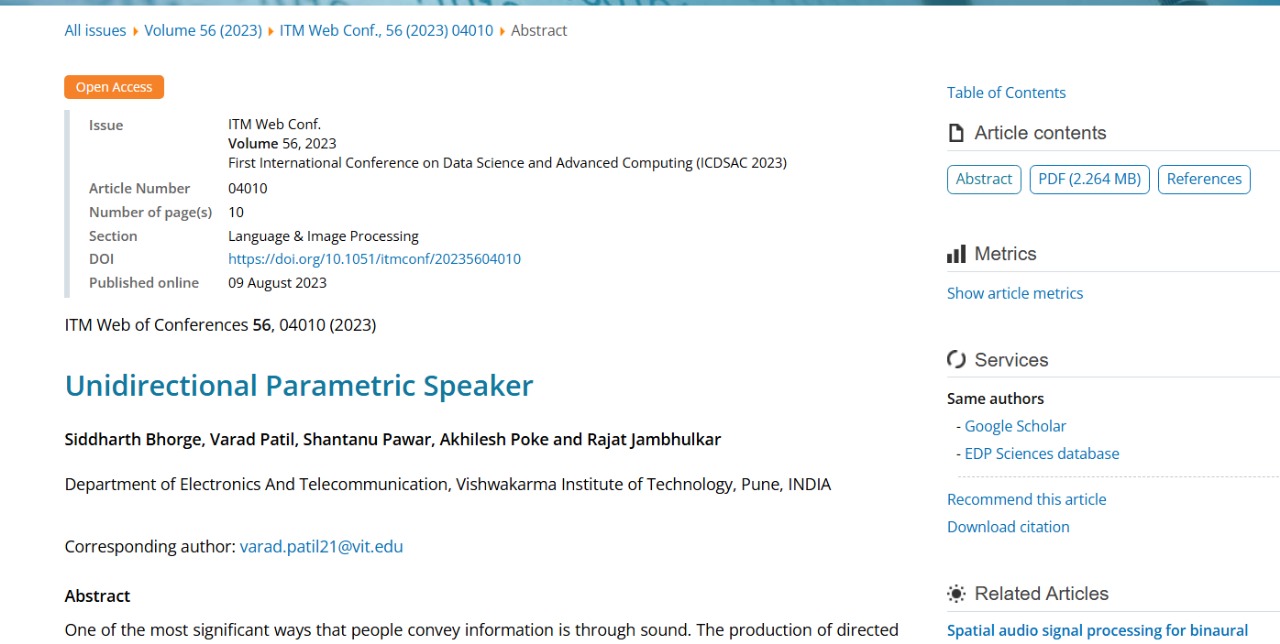 All issues Volume 56 (2023) ITM Web Conf., 56 (2023) 04010 Abstract
Open Access
Issue ITM Web Conf.
Volume 56, 2023
First International Conference on Data Science and Advanced Computing (ICDSAC 2023)
Article Number 04010
Number of page(s) 10
Section Language & Image Processing
DOI https://doi.org/10.1051/itmconf/20235604010
Published online 09 August 2023
ITM Web of Conferences 56, 04010 (2023)
Unidirectional Parametric Speaker
Siddharth Bhorge, Varad Patil, Shantanu Pawar, Akhilesh Poke and Rajat Jambhulkar
Department of Electronics And Telecommunication, Vishwakarma Institute of Technology, Pune, INDIA
Corresponding author: varad.patil21@vit.edu
Abstract
One of the most significant ways that people convey information is through sound. The production of directed
Table of Contents
Article contents
Abstract PDF (2.264 MB) References
Metrics
Show article metrics
Services
Same authors
- Google Scholar
- EDP Sciences database
Recommend this article
Download citation
Related Articles
Spatial audio signal processing for binaural